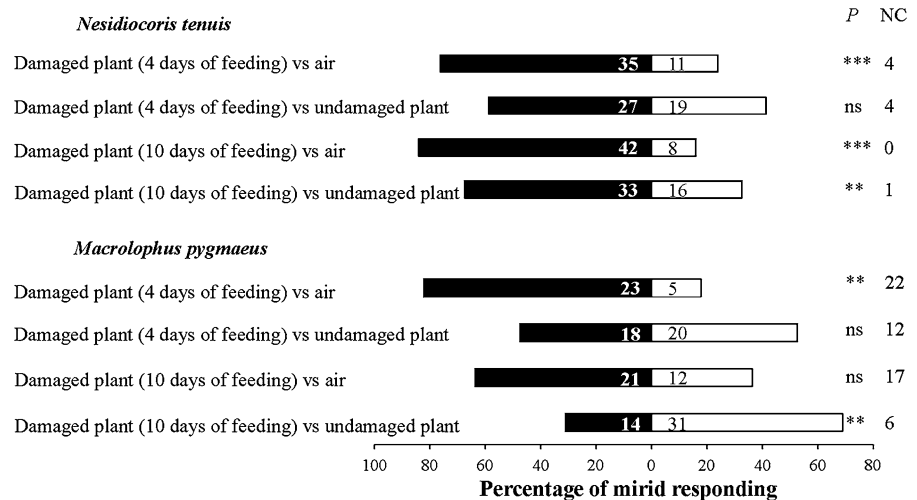 Nesidiocoris tenuis P NC
Damaged plant (4 days of feeding) vs air 35 11 *** 4
Damaged plant (4 days of feeding) vs undamaged plant 27 19 ns 4
Damaged plant (10 days of feeding) vs air 42 8 *** 0
Damaged plant (10 days of feeding) vs undamaged plant 33 16 ** 1
Macrolophus pygmaeus
Damaged plant (4 days of feeding) vs air 23 5 ** 22
Damaged plant (4 days of feeding) vs undamaged plant 18 20 ns 12
Damaged plant (10 days of feeding) vs air 21 12 ns 17
Damaged plant (10 days of feeding) vs undamaged plant 14 31 ** 6
100 80 60 40 20 0 20 40 60 80
Percentage of mirid responding